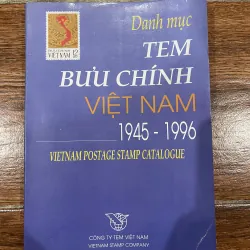 Danh mục
TEM
BƯU CHÍNH
VIỆT NAM
1945 - 1996
VIETNAM POSTAGE STAMP CATALOGUE
CÔNG TY TEM VIỆT NAM
VIETNAM STAMP COMPANY